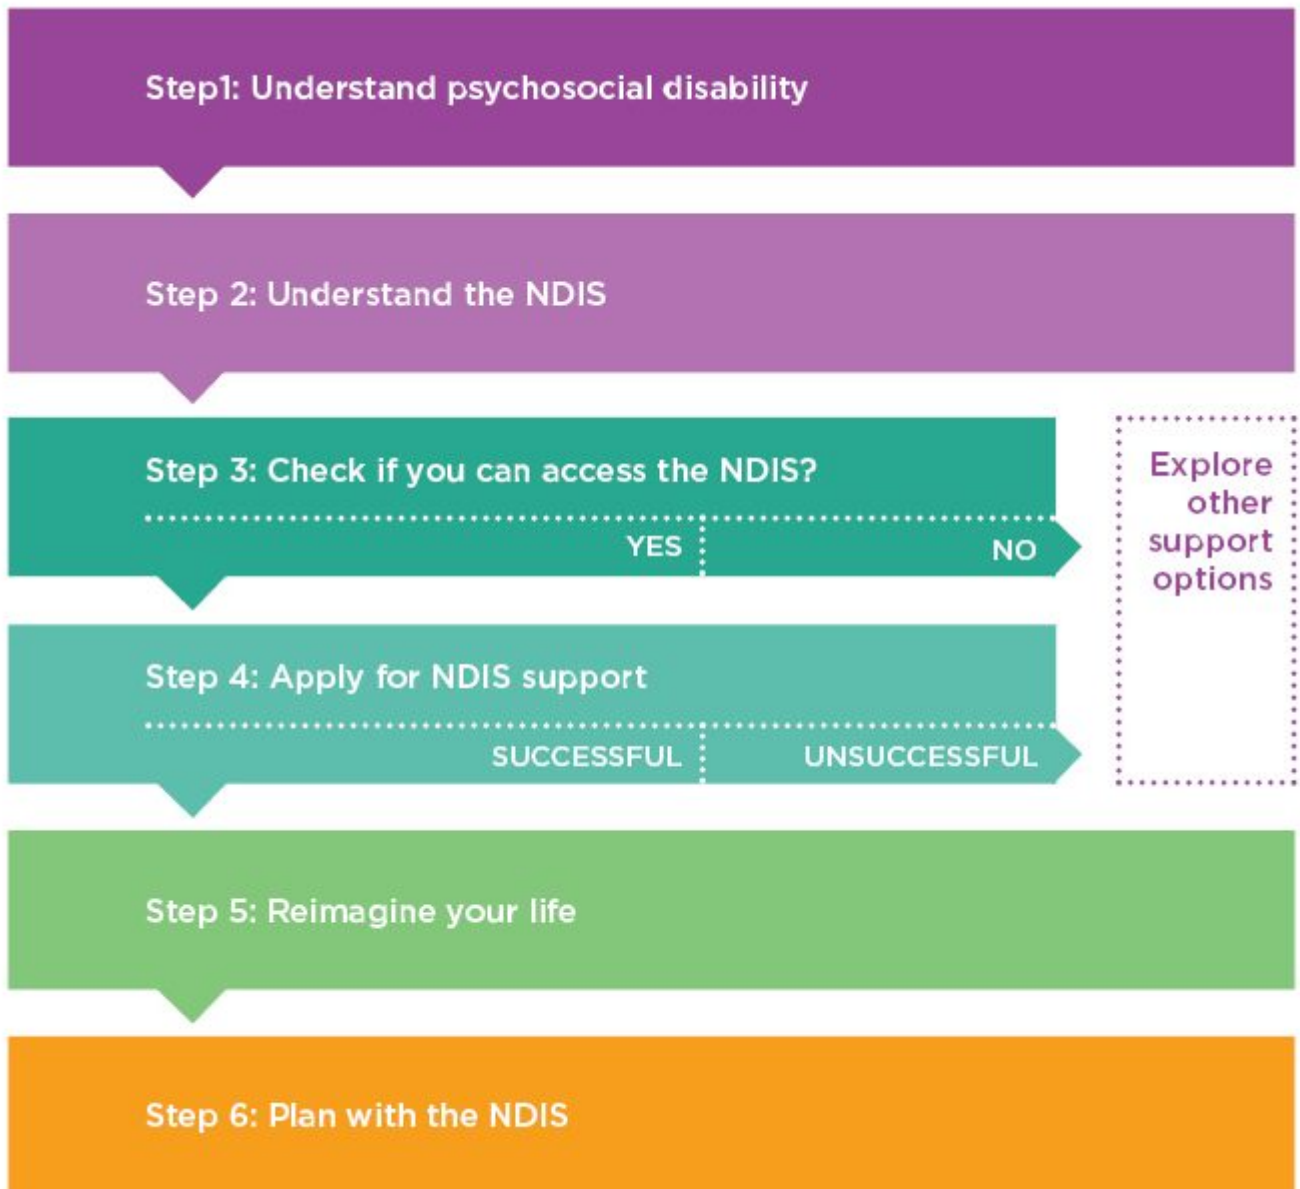 Step1: Understand psychosocial disability
Step 2: Understand the NDIS
Step 3: Check if you can access the NDIS?
YES
NO
Explore
other
support
options
Step 4: Apply for NDIS support
SUCCESSFUL
UNSUCCESSFUL
Step 5: Reimagine your life
Step 6: Plan with the NDIS